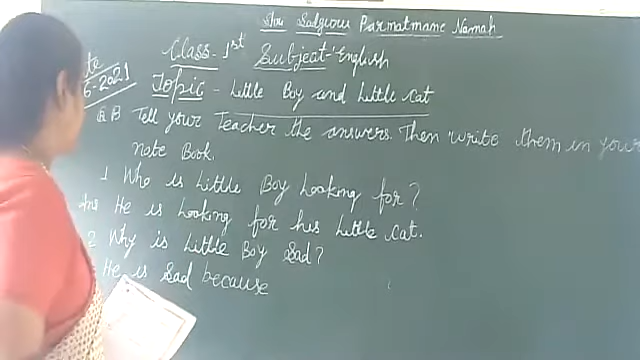 Shri Sadguru Parmatmane Namah
Class - 1st Subject - English
6-2021
Topic - Little Boy and Little Cat
Q B Tell your Teacher the answers. Then write them in your
note Book.
1 Who is Little Boy Looking for?
Ans He is Looking for his Little cat.
2 Why is Little Boy Sad?
He is Sad because